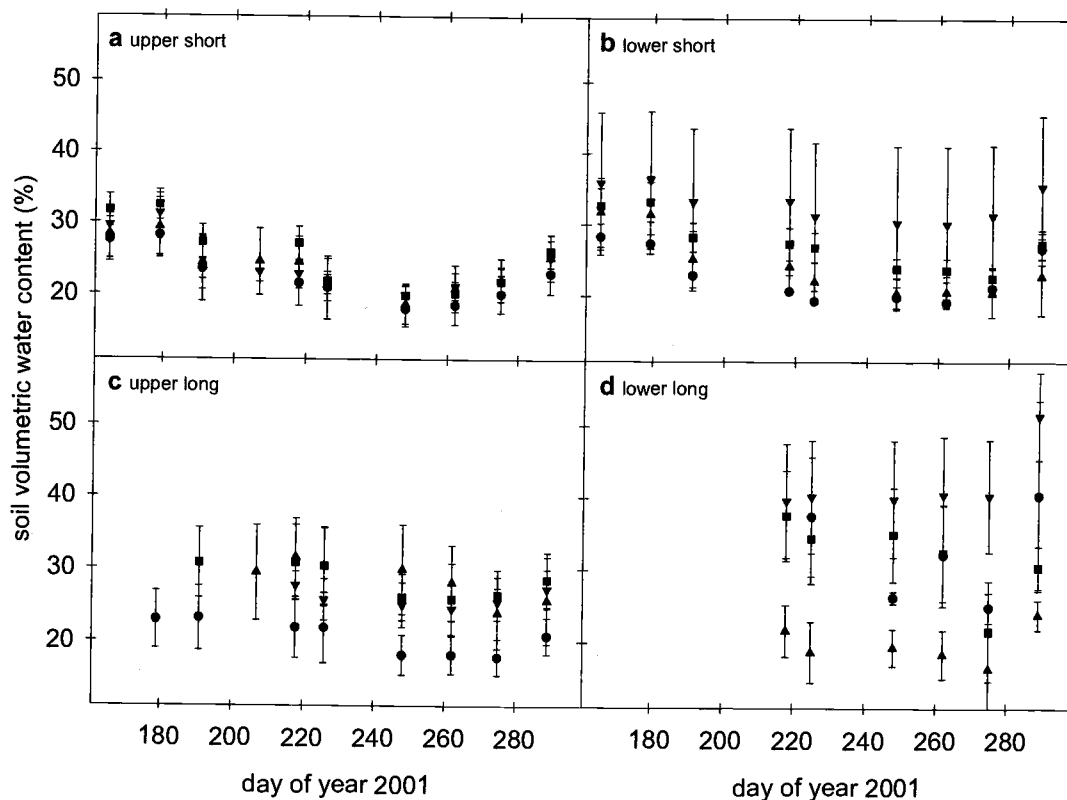 a upper short
b lower short
50
40
30
20
c upper long
d lower long
50
40
30
20
soil volumetric water content (%)
180 200 220 240 260 280
180 200 220 240 260 280
day of year 2001
day of year 2001